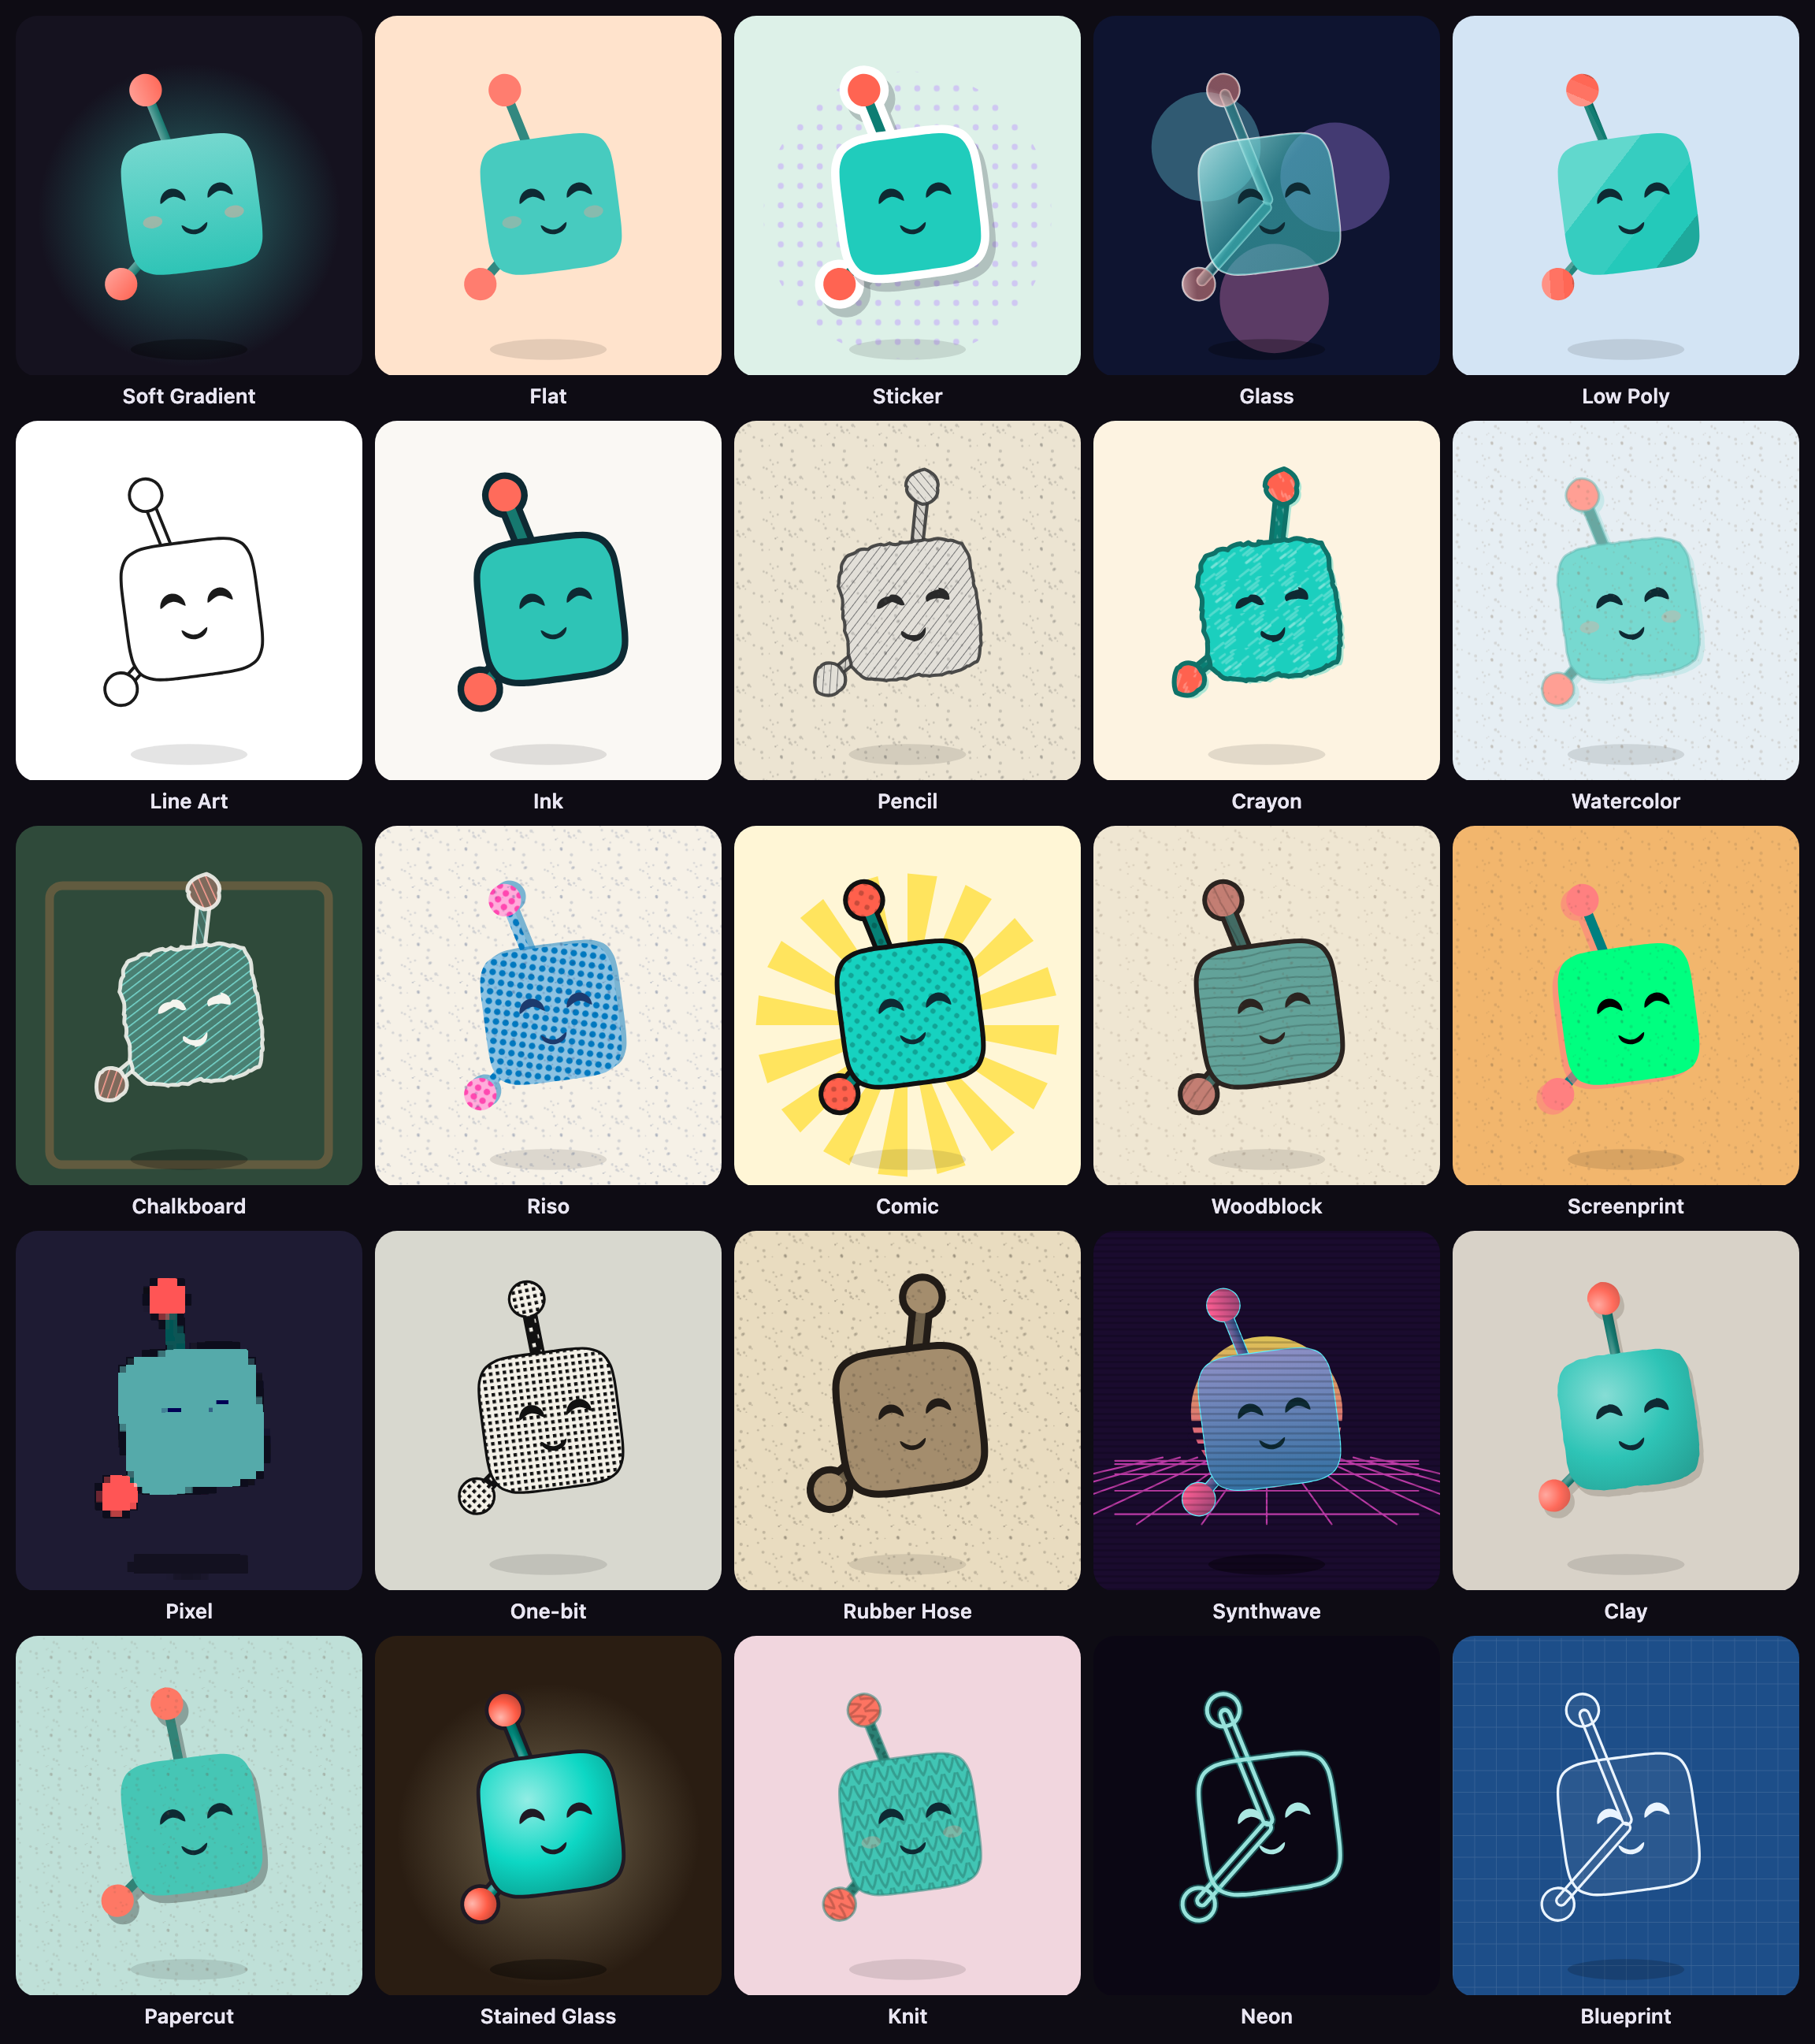 Soft Gradient
Flat
Sticker
Glass
Low Poly
Line Art
Ink
Pencil
Crayon
Watercolor
Chalkboard
Riso
Comic
Woodblock
Screenprint
Pixel
One-bit
Rubber Hose
Synthwave
Clay
Papercut
Stained Glass
Knit
Neon
Blueprint